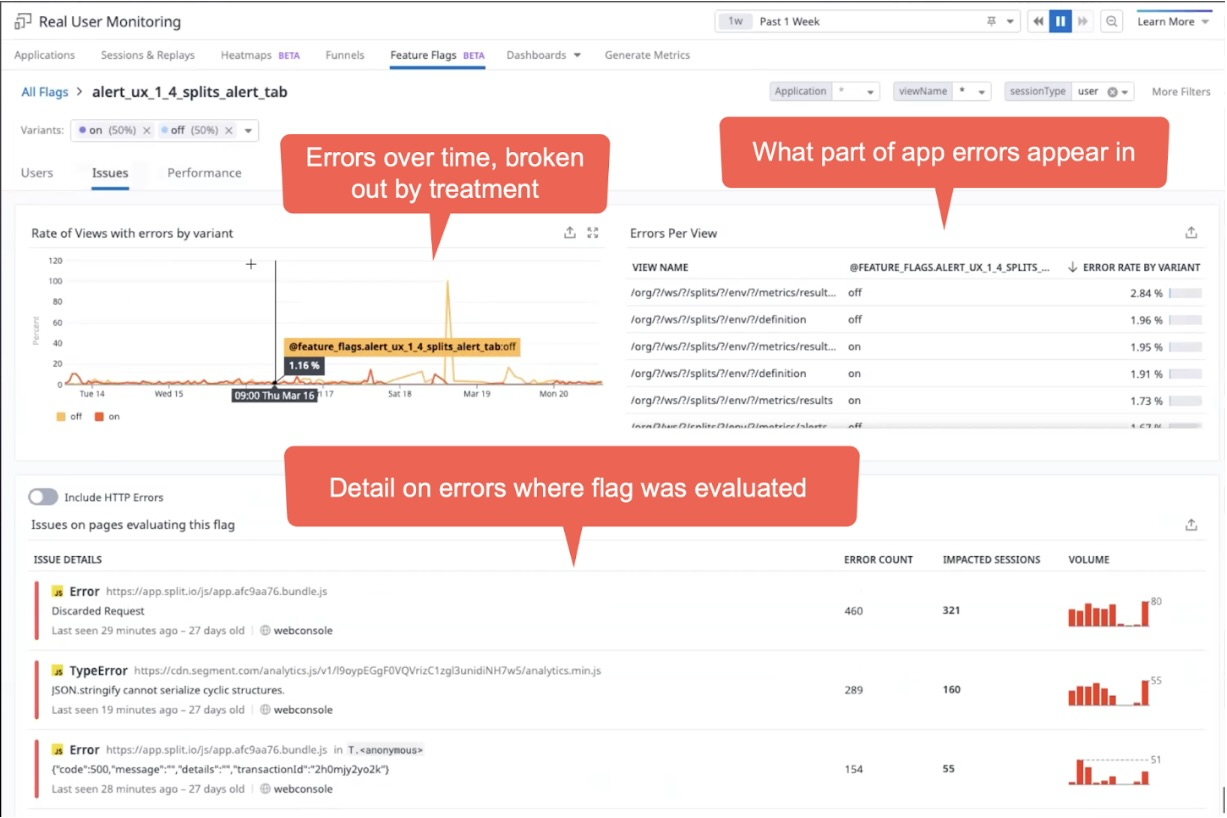 Real User Monitoring
1w Past 1 Week
Learn More
Applications Sessions & Replays Heatmaps BETA Funnels Feature Flags BETA Dashboards Generate Metrics
All Flags > alert_ux_1_4_splits_alert_tab
Application * viewName * sessionType user More Filters
Variants: on (50%) × off (50%) ×
Users Issues Performance
Errors over time, broken
out by treatment
What part of app errors appear in
Rate of Views with errors by variant
120
100
80
60
40
20
0
Percent
@feature_flags.alert_ux_1_4_splits_alert_tab:off
1.16 %
Tue 14 Wed 15 09:00 Thu Mar 16 17 Sat 18 Mar 19 Mon 20
off on
Errors Per View
VIEW NAME @FEATURE_FLAGS.ALERT_UX_1_4_SPLITS_... ↓ ERROR RATE BY VARIANT
/org/?/ws/?/splits/?/env/?/metrics/result... off 2.84 %
/org/?/ws/?/splits/?/env/?/definition off 1.96 %
/org/?/ws/?/splits/?/env/?/metrics/result... on 1.95 %
/org/?/ws/?/splits/?/env/?/definition on 1.91 %
/org/?/ws/?/splits/?/env/?/metrics/results on 1.73 %
/org/?/ws/?/splits/?/env/?/metrics/alerts off 1.67 %
Detail on errors where flag was evaluated
Include HTTP Errors
Issues on pages evaluating this flag
ISSUE DETAILS ERROR COUNT IMPACTED SESSIONS VOLUME
JS Error https://app.split.io/js/app.afc9aa76.bundle.js
Discarded Request 460 321 80
Last seen 29 minutes ago – 27 days old | webconsole
JS TypeError https://cdn.segment.com/analytics.js/v1/l9oypEGgF0VQVrizC1zgl3unidiNH7w5/analytics.min.js
JSON.stringify cannot serialize cyclic structures. 289 160 55
Last seen 19 minutes ago – 27 days old | webconsole
JS Error https://app.split.io/js/app.afc9aa76.bundle.js in T.<anonymous>
{"code":500,"message":"","details":"","transactionId":"2h0mjy2yo2k"} 154 55 51
Last seen 28 minutes ago – 27 days old | webconsole